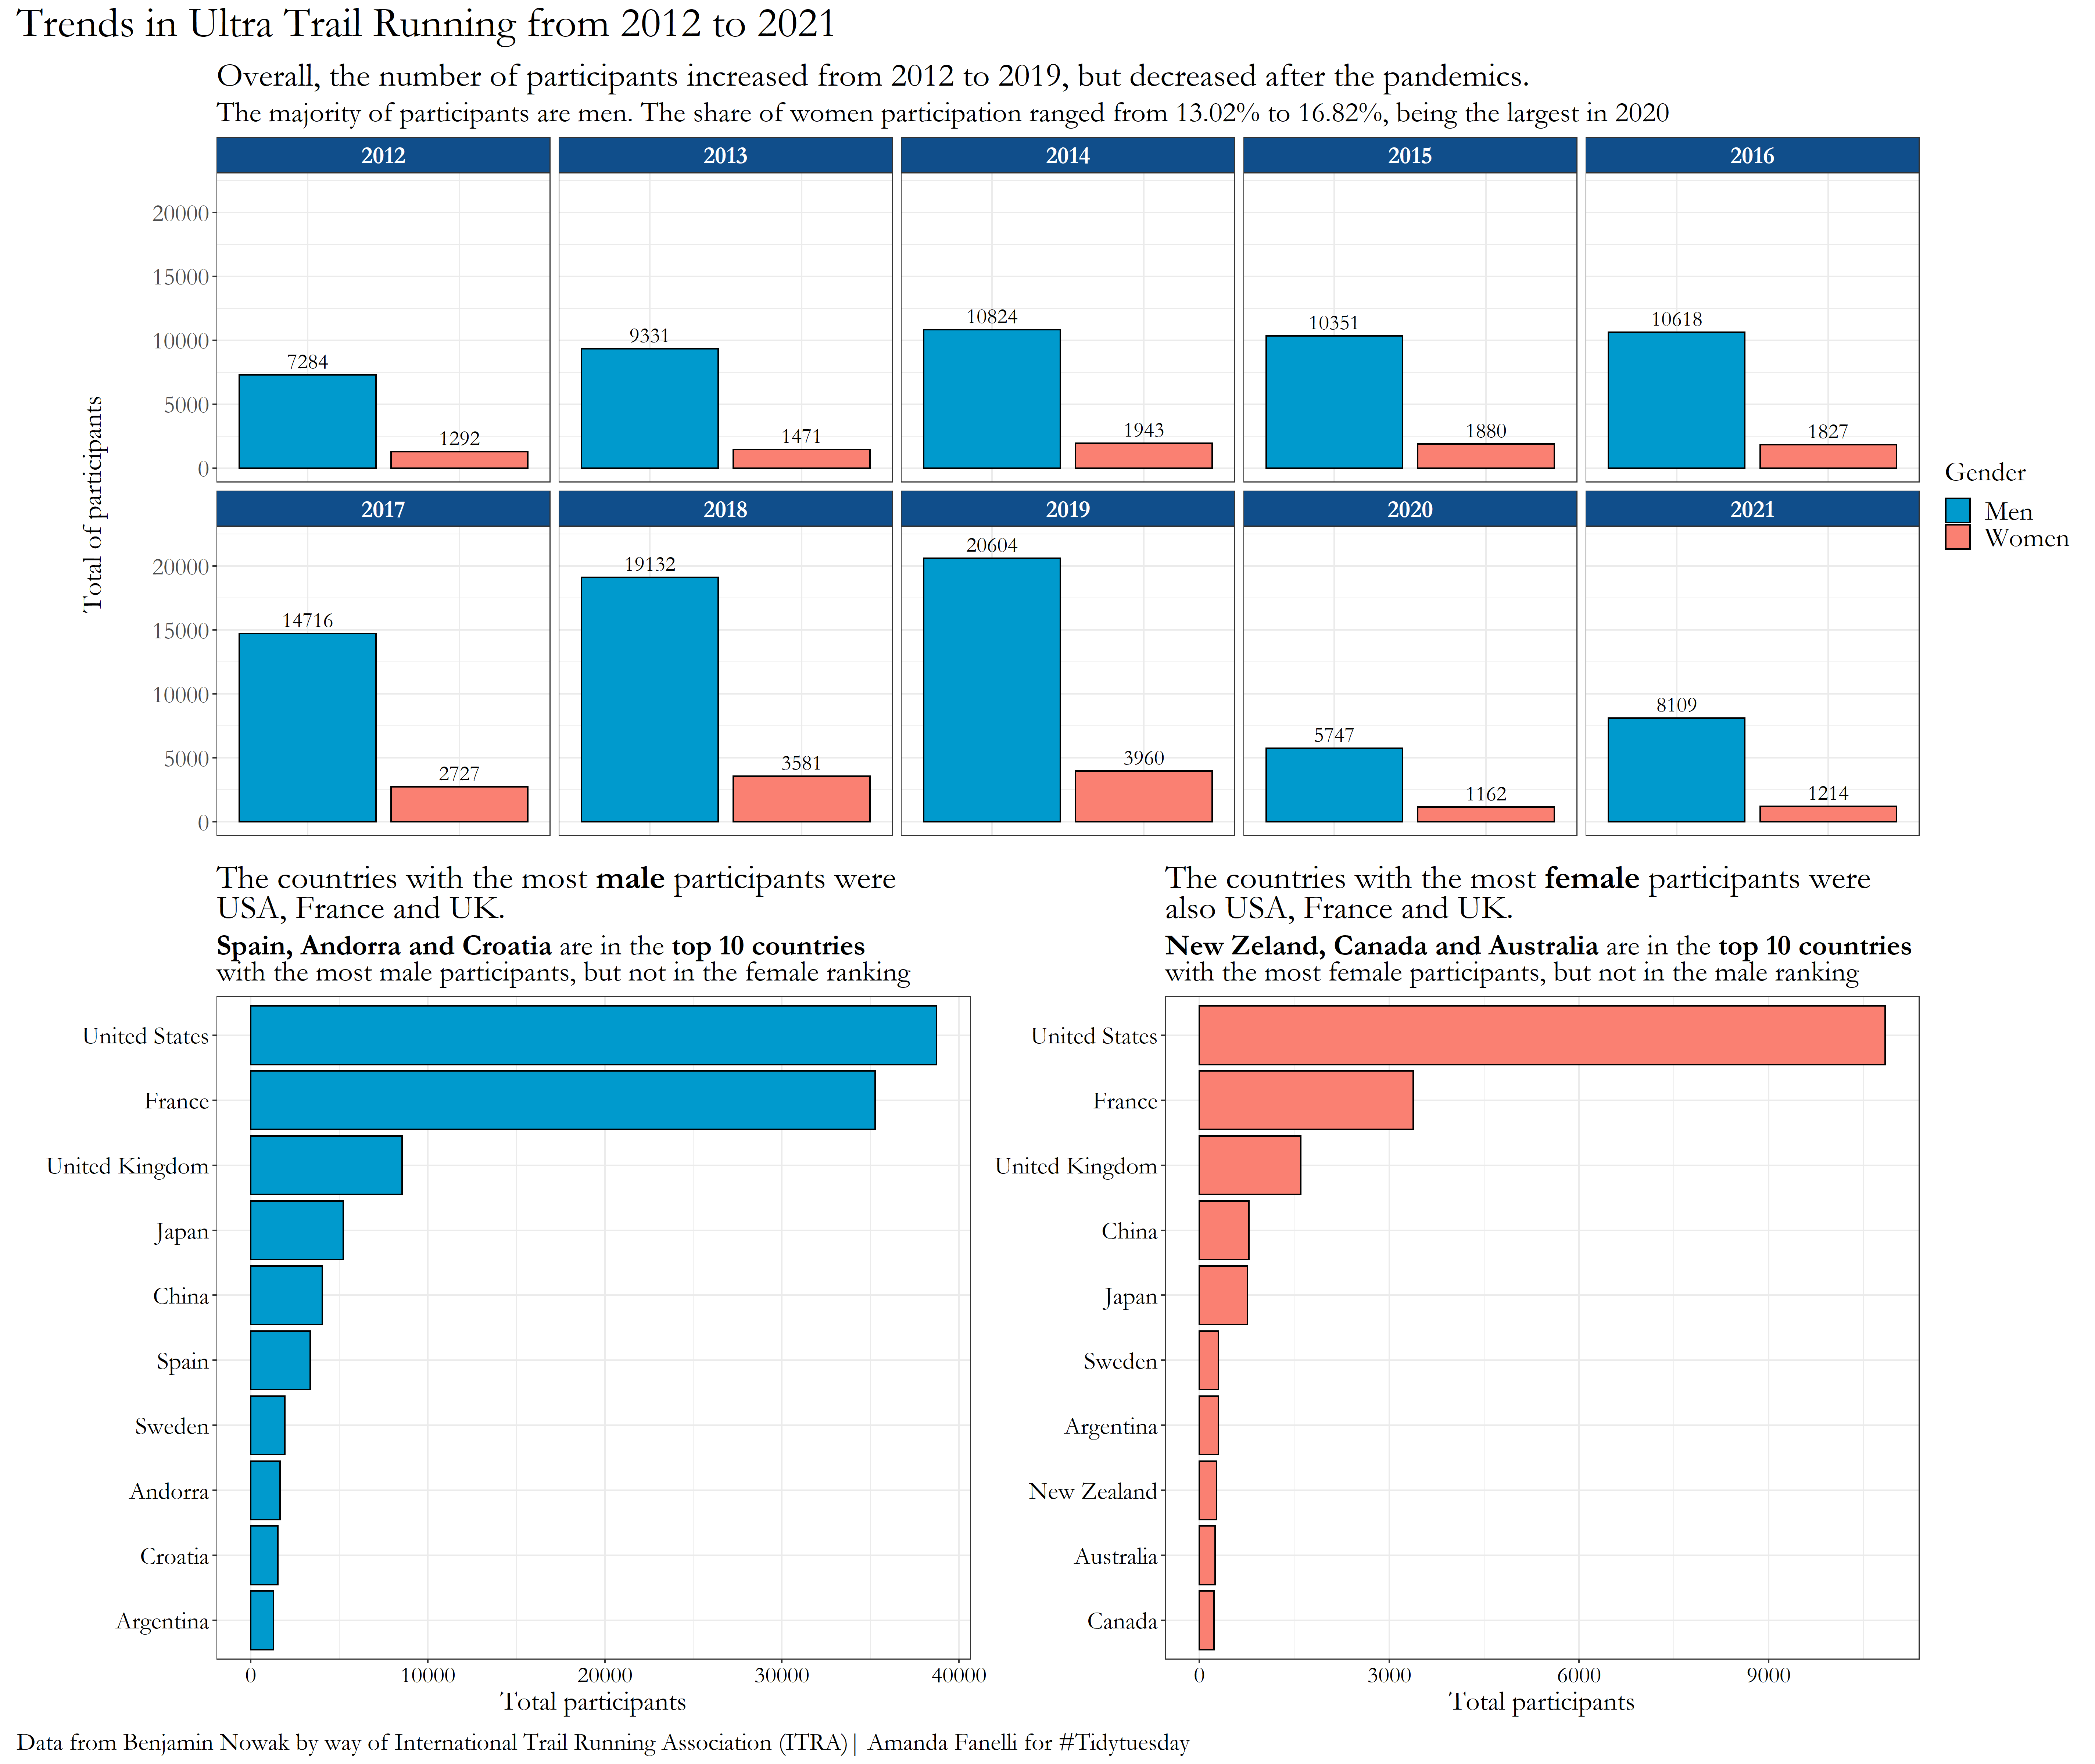 Trends in Ultra Trail Running from 2012 to 2021
Overall, the number of participants increased from 2012 to 2019, but decreased after the pandemics.
The majority of participants are men. The share of women participation ranged from 13.02% to 16.82%, being the largest in 2020
Total of participants
2012 2013 2014 2015 2016
20000
15000
10000
5000
0
7284 1292
9331 1471
10824 1943
10351 1880
10618 1827
2017 2018 2019 2020 2021
20000
15000
10000
5000
0
14716 2727
19132 3581
20604 3960
5747 1162
8109 1214
Gender
Men
Women
The countries with the most male participants were
USA, France and UK.
Spain, Andorra and Croatia are in the top 10 countries
with the most male participants, but not in the female ranking
United States
France
United Kingdom
Japan
China
Spain
Sweden
Andorra
Croatia
Argentina
0 10000 20000 30000 40000
Total participants
The countries with the most female participants were
also USA, France and UK.
New Zeland, Canada and Australia are in the top 10 countries
with the most female participants, but not in the male ranking
United States
France
United Kingdom
China
Japan
Sweden
Argentina
New Zealand
Australia
Canada
0 3000 6000 9000
Total participants
Data from Benjamin Nowak by way of International Trail Running Association (ITRA)| Amanda Fanelli for #Tidytuesday